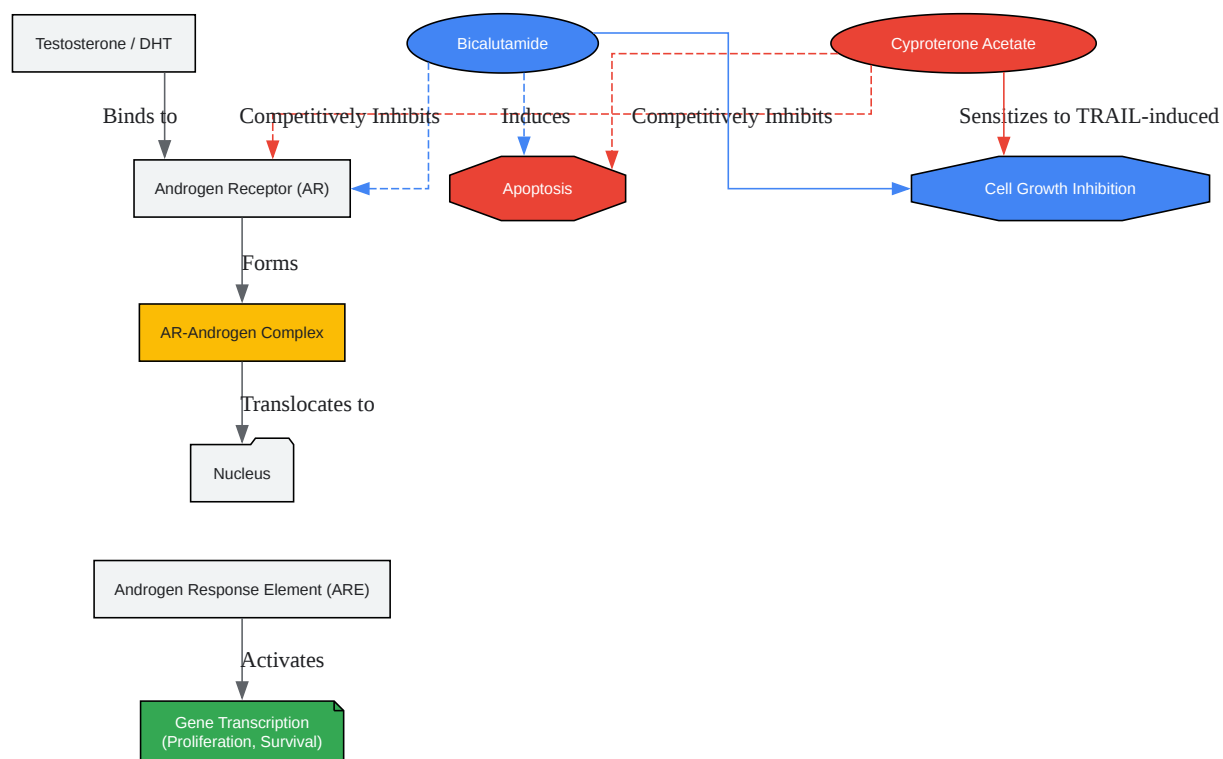 Testosterone / DHT
Bicalutamide
Cyproterone Acetate
Binds to
Competitively Inhibits
Induces
Competitively Inhibits
Sensitizes to TRAIL-induced
Androgen Receptor (AR)
Apoptosis
Cell Growth Inhibition
Forms
AR-Androgen Complex
Translocates to
Nucleus
Androgen Response Element (ARE)
Activates
Gene Transcription
(Proliferation, Survival)